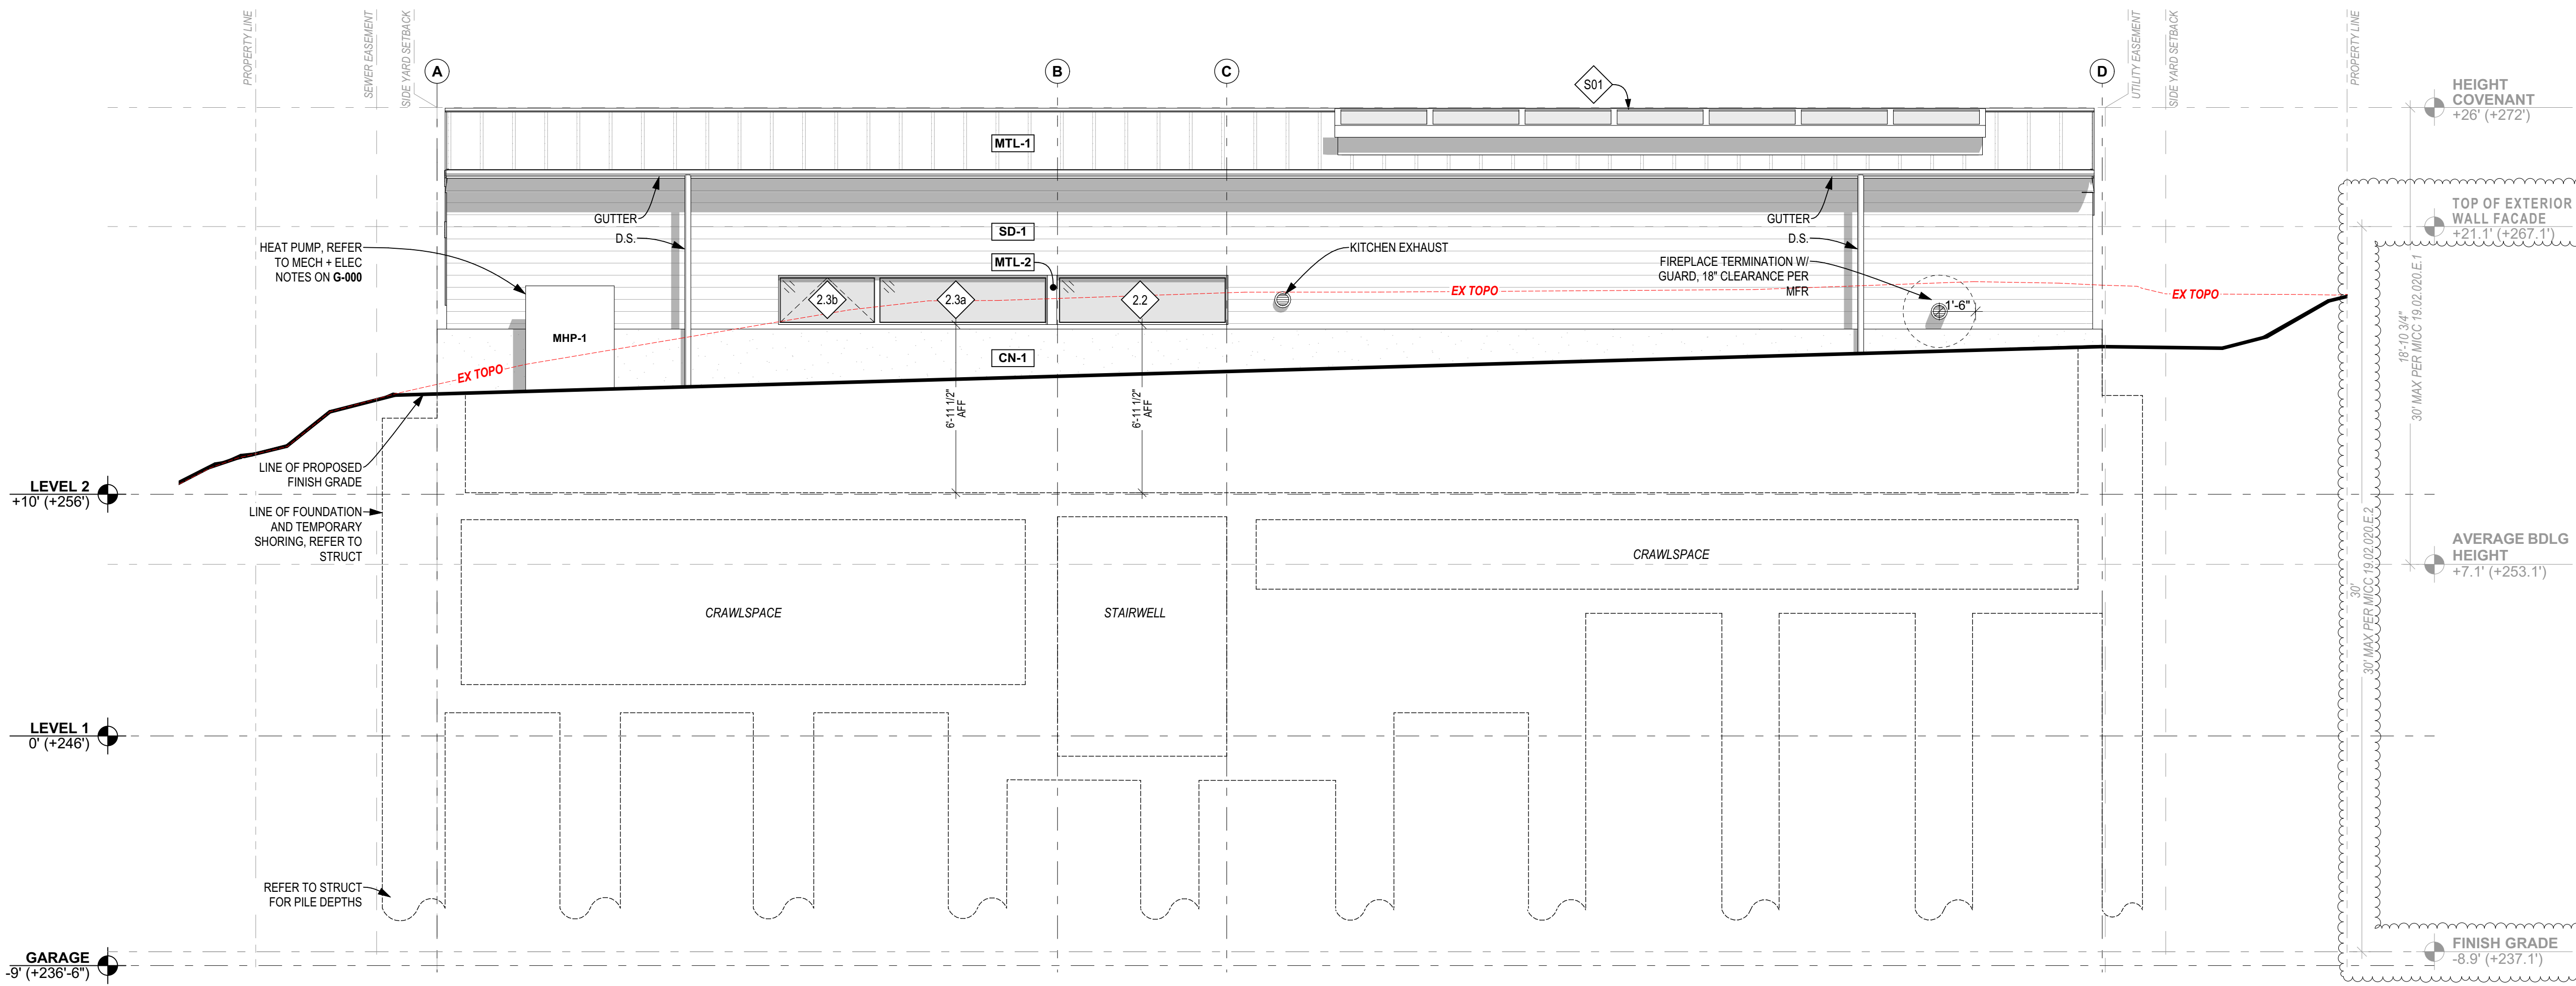 PROPERTY LINE
SEWER EASEMENT
SIDE YARD SETBACK
A
B
C
D
UTILITY EASEMENT
SIDE YARD SETBACK
PROPERTY LINE
S01
HEIGHT
COVENANT
+26' (+272')
MTL-1
GUTTER
D.S.
HEAT PUMP, REFER
TO MECH + ELEC
NOTES ON G-000
SD-1
MTL-2
KITCHEN EXHAUST
GUTTER
D.S.
FIREPLACE TERMINATION W/
GUARD, 18" CLEARANCE PER
MFR
TOP OF EXTERIOR
WALL FACADE
+21.1' (+267.1')
2.3b
2.3a
2.2
EX TOPO
1'-6"
EX TOPO
MHP-1
CN-1
EX TOPO
18'-10 3/4"
30' MAX PER MICC 19.02.020.E.1
6'-11 1/2"
AFF
6'-11 1/2"
AFF
LINE OF PROPOSED
FINISH GRADE
LEVEL 2
+10' (+256')
LINE OF FOUNDATION
AND TEMPORARY
SHORING, REFER TO
STRUCT
CRAWLSPACE
STAIRWELL
CRAWLSPACE
30'
30' MAX PER MICC 19.02.020.E.2
AVERAGE BDLG
HEIGHT
+7.1' (+253.1')
LEVEL 1
0' (+246')
REFER TO STRUCT
FOR PILE DEPTHS
GARAGE
-9' (+236'-6")
FINISH GRADE
-8.9' (+237.1')